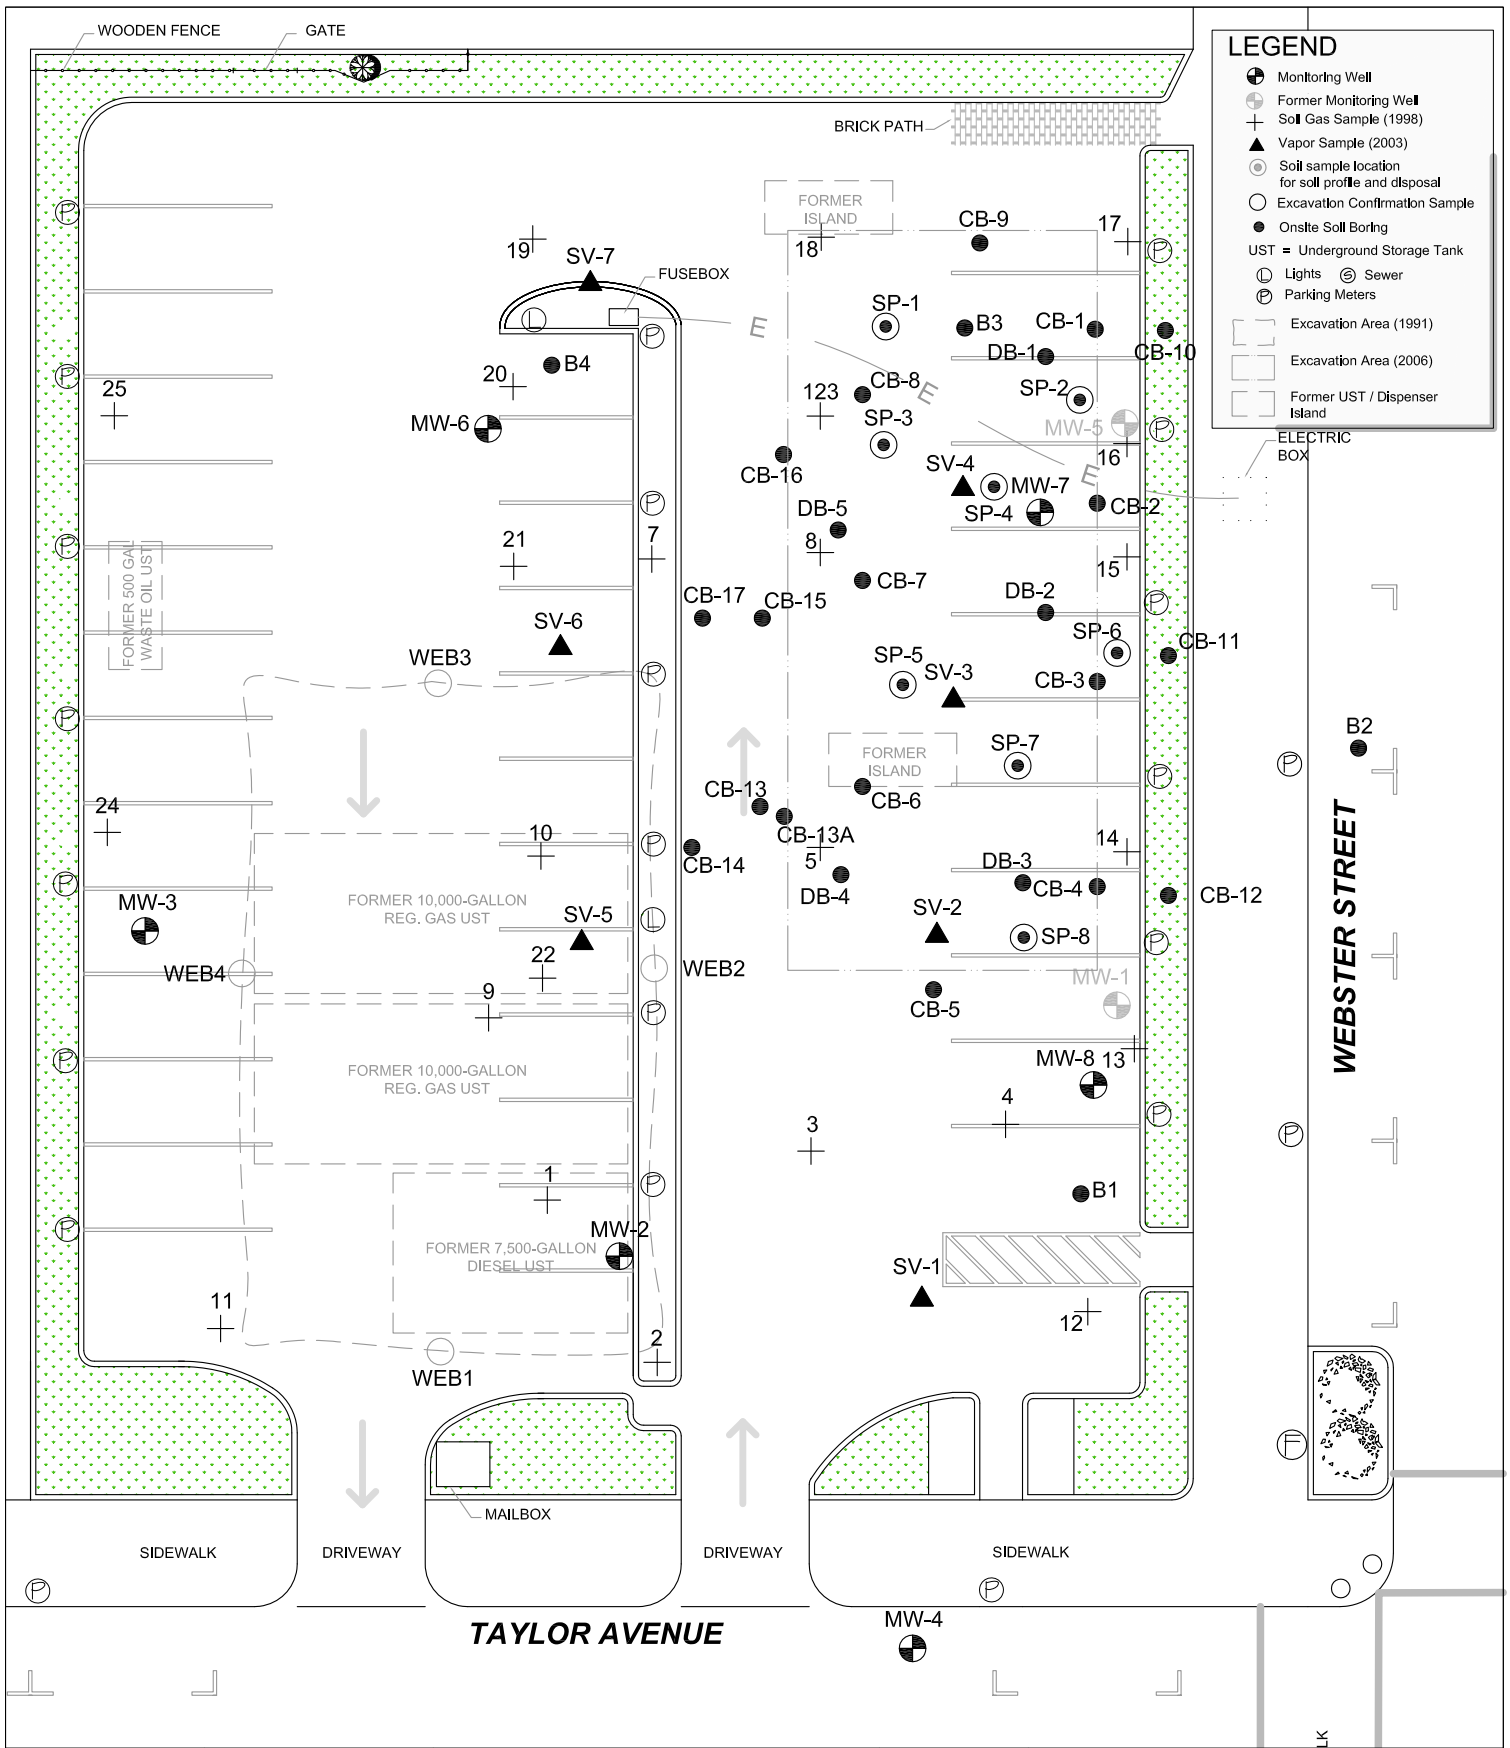 WOODEN FENCE
GATE
LEGEND
Monitoring Well
Former Monitoring Well
Soil Gas Sample (1998)
Vapor Sample (2003)
Soil sample location
for soil profile and disposal
Excavation Confirmation Sample
Onsite Soil Boring
UST = Underground Storage Tank
L Lights S Sewer
P Parking Meters
Excavation Area (1991)
Excavation Area (2006)
Former UST / Dispenser
Island
BRICK PATH
FORMER
ISLAND
CB-9
17
18
19
SV-7
FUSEBOX
P
P
L
E
SP-1
B3
CB-1
CB-10
DB-1
P
B4
20
P
25
MW-6
CB-8
E
SP-2
123
SP-3
MW-5
P
16
ELECTRIC
BOX
CB-16
SV-4
E
MW-7
SP-4
CB-2
P
DB-5
8
7
21
15
P
FORMER 500 GAL
WASTE OIL UST
CB-7
DB-2
P
CB-17
CB-15
SV-6
SP-6
CB-11
WEB3
P
SP-5
SV-3
CB-3
P
B2
FORMER
ISLAND
SP-7
P
P
CB-13
CB-6
24
10
P
CB-13A
5
CB-14
14
DB-3
CB-4
DB-4
CB-12
P
MW-3
FORMER 10,000-GALLON
REG. GAS UST
SV-5
L
SV-2
SP-8
P
WEBSTER STREET
WEB4
22
WEB2
MW-1
9
P
CB-5
MW-8
13
P
FORMER 10,000-GALLON
REG. GAS UST
4
3
P
P
1
P
B1
P
MW-2
FORMER 7,500-GALLON
DIESEL UST
SV-1
11
12
2
WEB1
F
MAILBOX
SIDEWALK
DRIVEWAY
DRIVEWAY
SIDEWALK
P
P
TAYLOR AVENUE
MW-4
LK